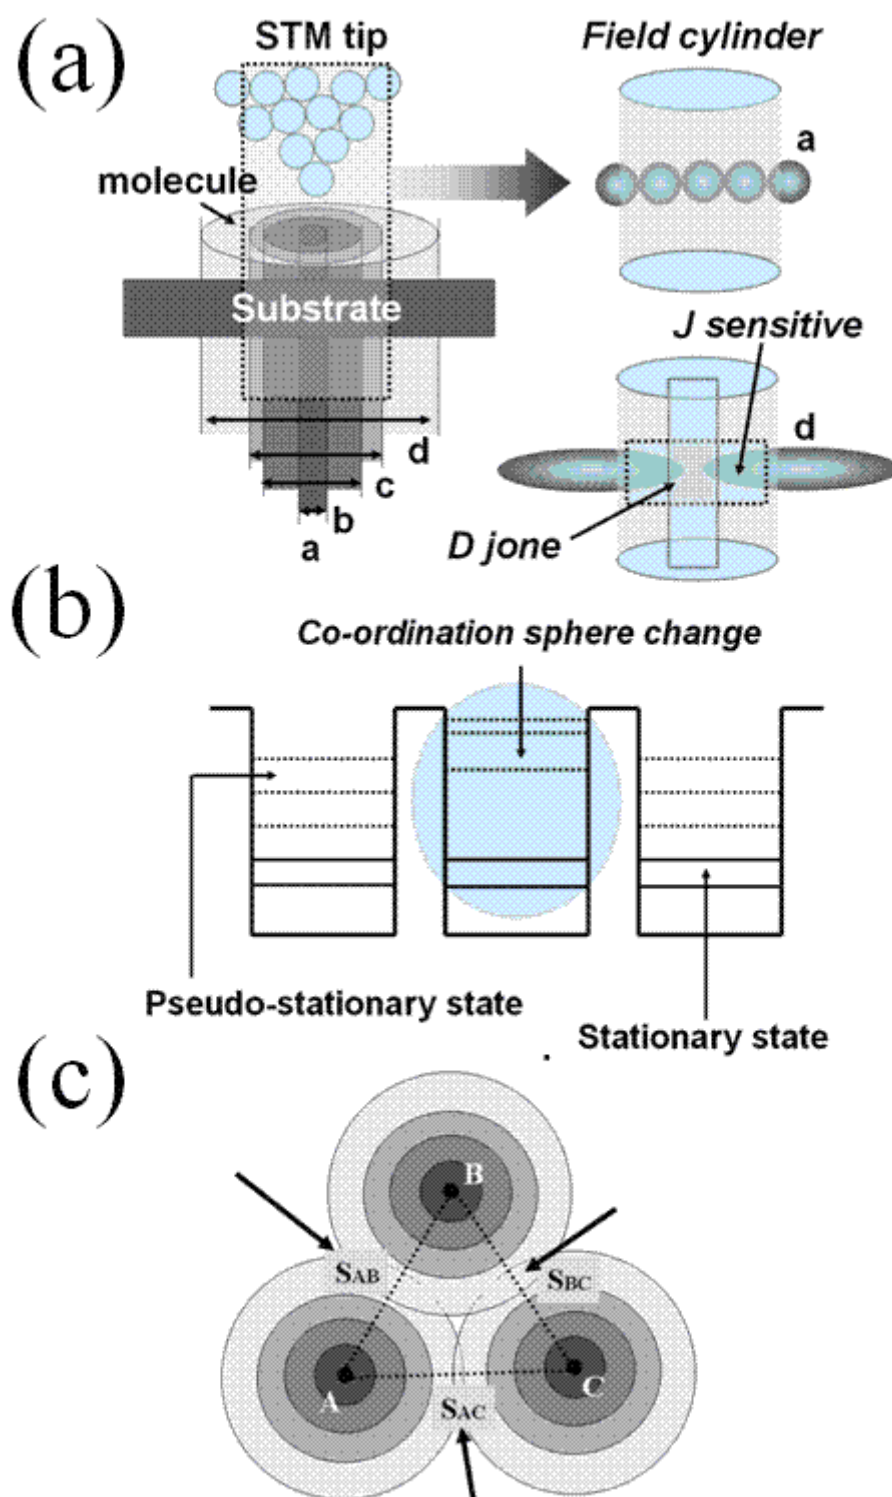 (a)
STM tip
Field cylinder
a
molecule
Substrate
J sensitive
d
d
c
b
a
D jone
(b)
Co-ordination sphere change
Pseudo-stationary state
Stationary state
(c)
B
SAB
SBC
A
C
SAC